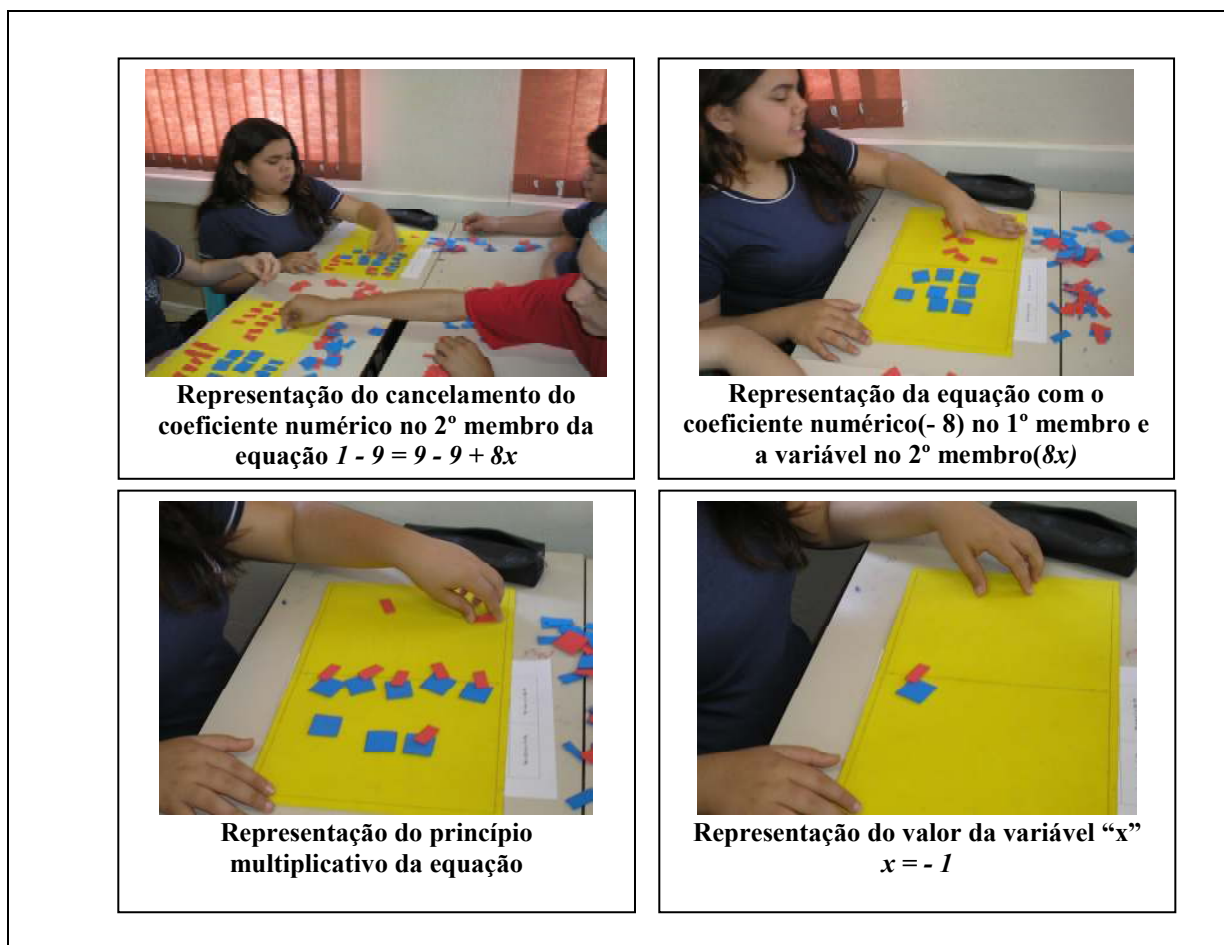 Representação do cancelamento do
coeficiente numérico no 2º membro da
equação 1 - 9 = 9 - 9 + 8x
Representação da equação com o
coeficiente numérico(- 8) no 1º membro e
a variável no 2º membro(8x)
Representação do princípio
multiplicativo da equação
Representação do valor da variável “x”
x = - 1